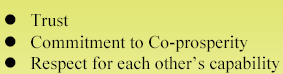 ● Trust
● Commitment to Co-prosperity
● Respect for each other's capability